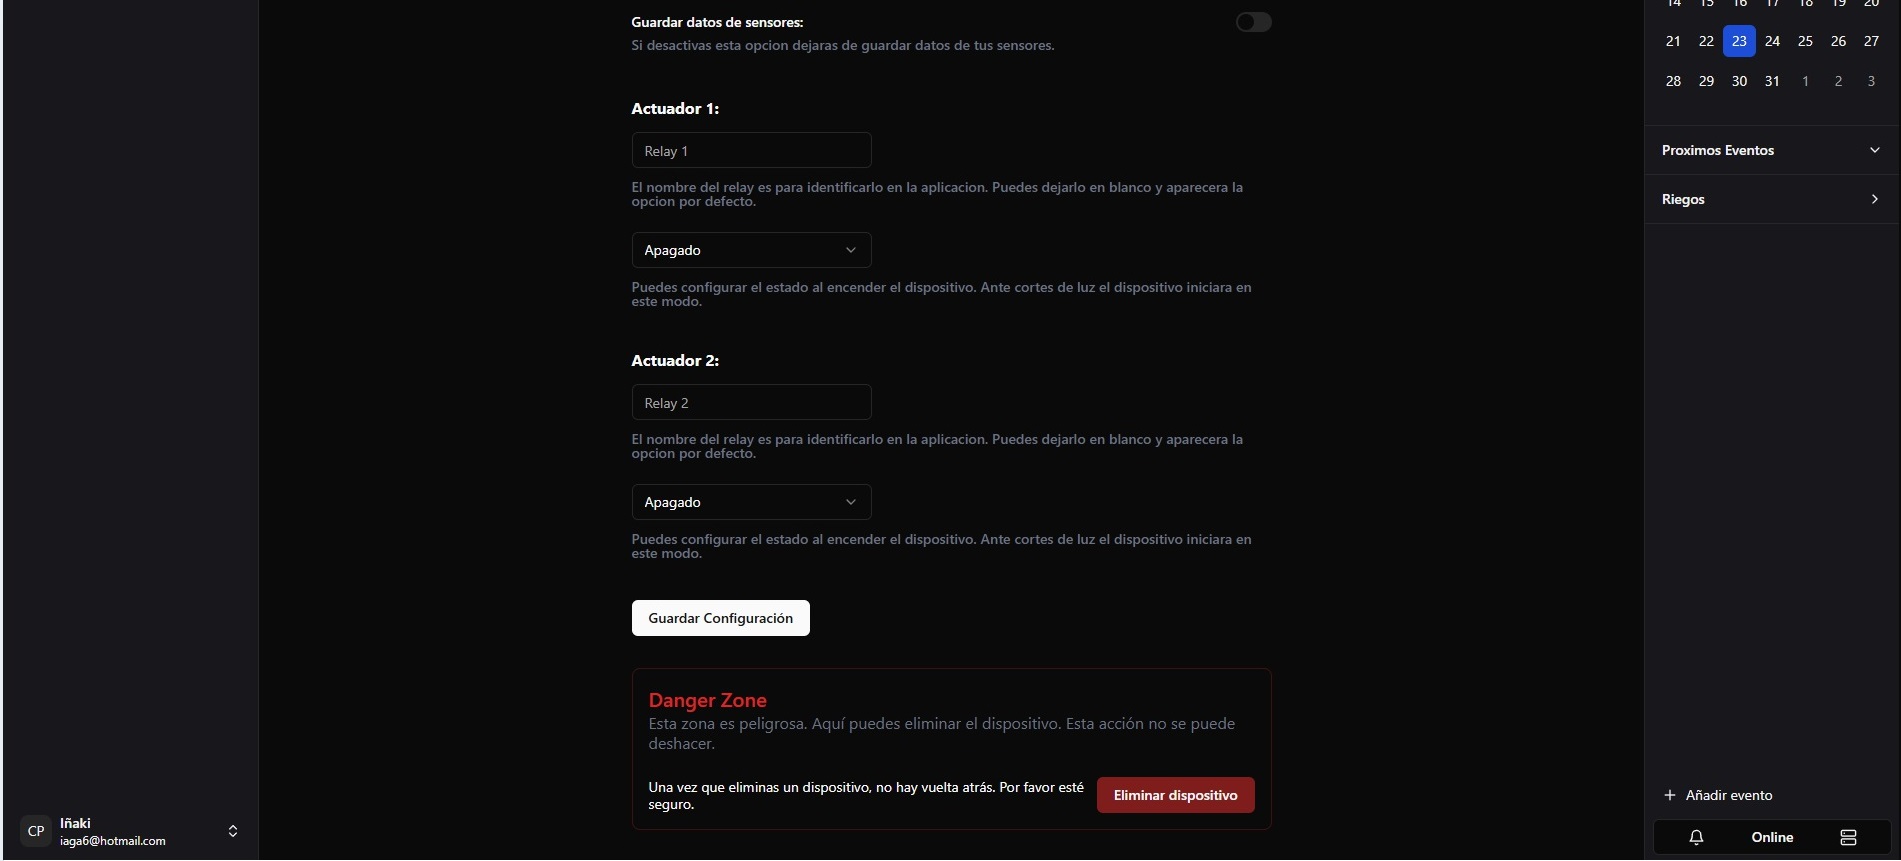 Guardar datos de sensores:
Si desactivas esta opcion dejaras de guardar datos de tus sensores.
Actuador 1:
Relay 1
El nombre del relay es para identificarlo en la aplicacion. Puedes dejarlo en blanco y aparecera la
opcion por defecto.
Apagado
Puedes configurar el estado al encender el dispositivo. Ante cortes de luz el dispositivo iniciara en
este modo.
Actuador 2:
Relay 2
El nombre del relay es para identificarlo en la aplicacion. Puedes dejarlo en blanco y aparecera la
opcion por defecto.
Apagado
Puedes configurar el estado al encender el dispositivo. Ante cortes de luz el dispositivo iniciara en
este modo.
Guardar Configuración
Danger Zone
Esta zona es peligrosa. Aquí puedes eliminar el dispositivo. Esta acción no se puede
deshacer.
Una vez que eliminas un dispositivo, no hay vuelta atrás. Por favor esté
seguro.
Eliminar dispositivo
CP
Iñaki
iaga6@hotmail.com
14 15 16 17 18 19 20
21 22 23 24 25 26 27
28 29 30 31 1 2 3
Proximos Eventos
Riegos
Añadir evento
Online